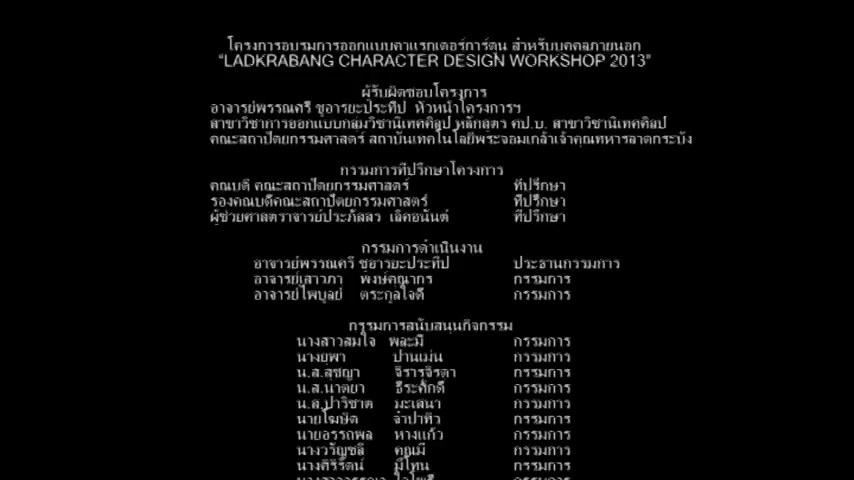 โครงการอบรมการออกแบบคาแรกเตอร์การ์ตูน สำหรับบุคคลภายนอก
"LADKRABANG CHARACTER DESIGN WORKSHOP 2013"
ผู้รับผิดชอบโครงการ
อาจารย์พรรณศรี ชูอารยะประทีป หัวหน้าโครงการฯ
สาขาวิชาการออกแบบกลุ่มวิชานิเทศศิลป์ หลักสูตร คป.บ. สาขาวิชานิเทศศิลป์
คณะสถาปัตยกรรมศาสตร์ สถาบันเทคโนโลยีพระจอมเกล้าเจ้าคุณทหารลาดกระบัง
กรรมการที่ปรึกษาโครงการ
คณบดี คณะสถาปัตยกรรมศาสตร์ ที่ปรึกษา
รองคณบดีคณะสถาปัตยกรรมศาสตร์ ที่ปรึกษา
ผู้ช่วยศาสตราจารย์ประภัสสร เลิศอนันต์ ที่ปรึกษา
กรรมการดำเนินงาน
อาจารย์พรรณศรี ชูอารยะประทีป ประธานกรรมการ
อาจารย์เสาวภา พงษ์คณากร กรรมการ
อาจารย์ไพบูลย์ ตระกูลใจดี กรรมการ
กรรมการสนับสนุนกิจกรรม
นางสาวสมใจ พละมี กรรมการ
นางยุพา ปานเม่น กรรมการ
น.ส.สุชญา จิราร์จิรดา กรรมการ
น.ส.นาตยา ธีระศักดิ์ กรรมการ
น.ส.ปาริชาต มะเสนา กรรมการ
นายโฆษิต จำปาทิว กรรมการ
นายอรรถพล หางแก้ว กรรมการ
นางวรัญชลี คุณมี กรรมการ
นางศิริรัตน์ มีโทน กรรมการ